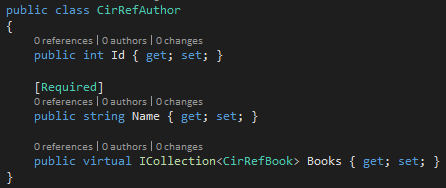 public class CirRefAuthor
{
0 references | 0 authors | 0 changes
public int Id { get; set; }
[Required]
0 references | 0 authors | 0 changes
public string Name { get; set; }
0 references | 0 authors | 0 changes
public virtual ICollection<CirRefBook> Books { get; set; }
}